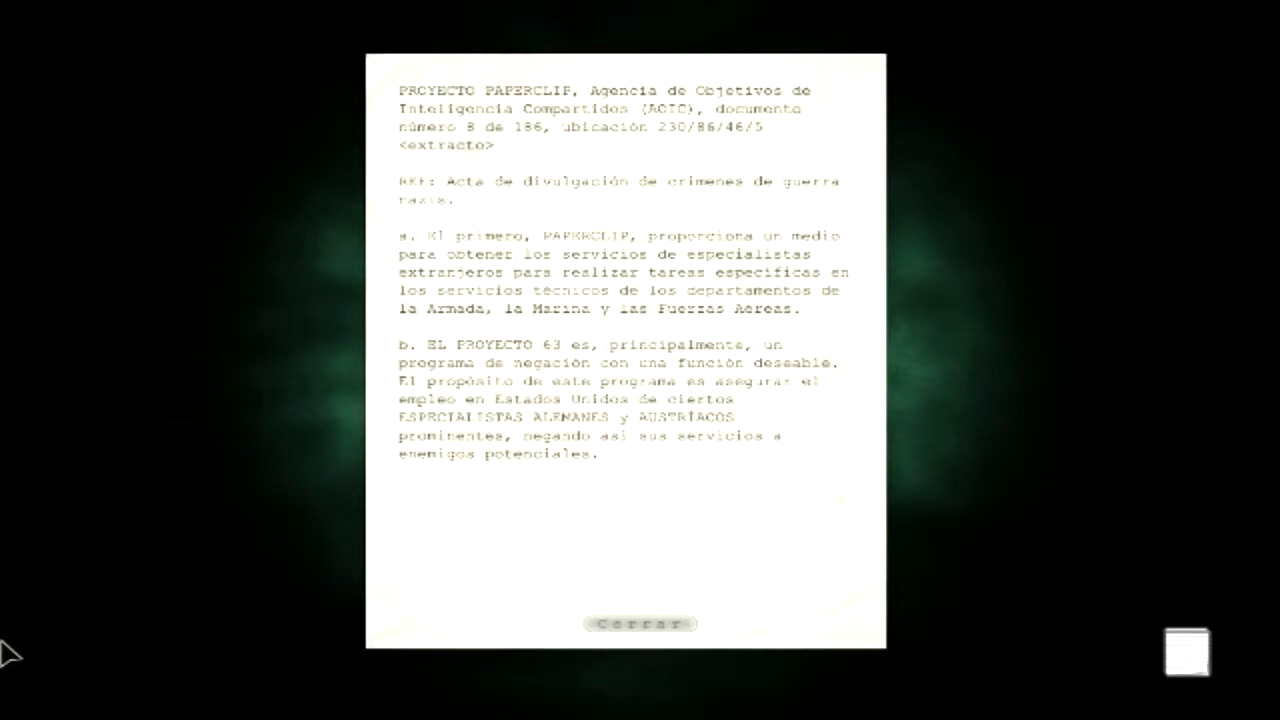 PROYECTO PAPERCLIP, Agencia de Objetivos de
Inteligencia Compartidos (AOIC), documento
número 8 de 186, ubicación 230/86/46/5
<extracto>
REF: Acta de divulgación de crímenes de guerra
nazis.
a. El primero, PAPERCLIP, proporciona un medio
para obtener los servicios de especialistas
extranjeros para realizar tareas específicas en
los servicios técnicos de los departamentos de
la Armada, la Marina y las Fuerzas Aéreas.
b. EL PROYECTO 63 es, principalmente, un
programa de negación con una función deseable.
El propósito de este programa es asegurar el
empleo en Estados Unidos de ciertos
ESPECIALISTAS ALEMANES y AUSTRÍACOS
prominentes, negando así sus servicios a
enemigos potenciales.
Cerrar